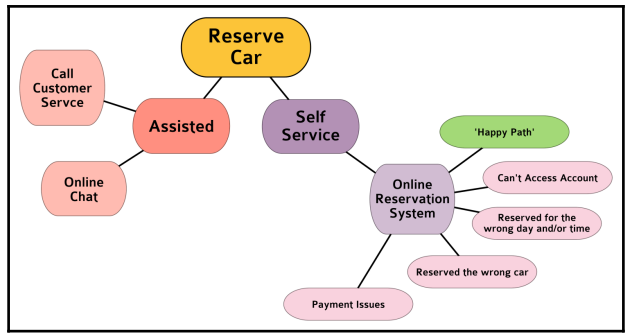 Reserve
Car
Call
Customer
Servce
Assisted
Online
Chat
Self
Service
Online
Reservation
System
'Happy Path'
Can't Access Account
Reserved for the
wrong day and/or time
Reserved the wrong car
Payment Issues